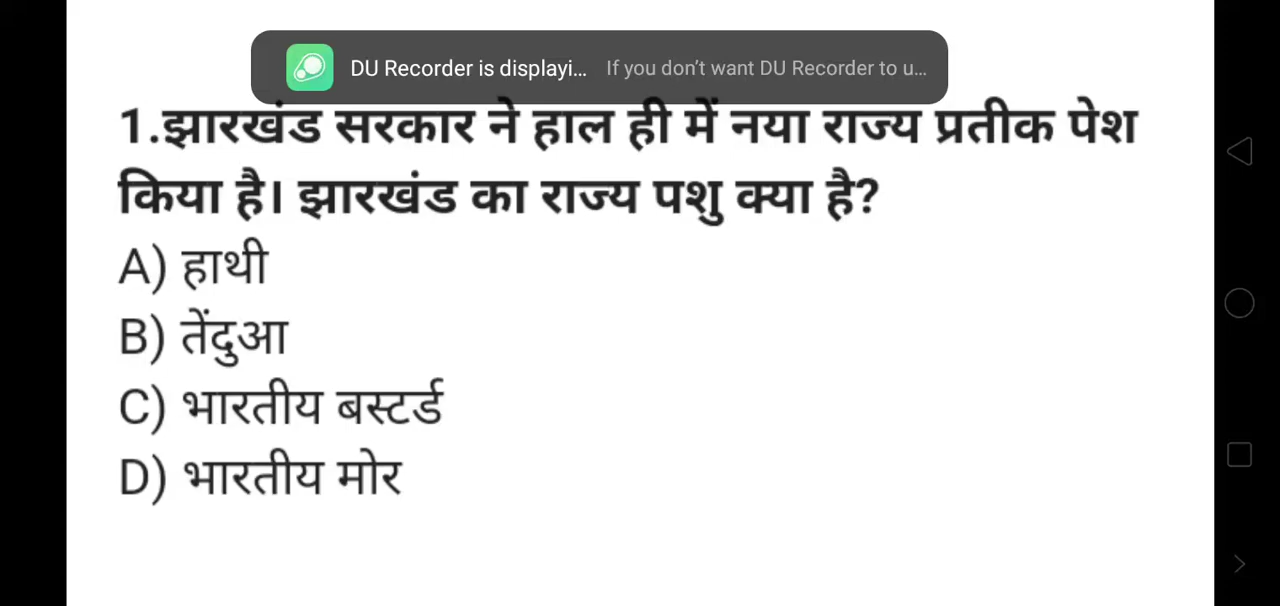 DU Recorder is displayi... If you don't want DU Recorder to u...
1.झारखंड सरकार ने हाल ही में नया राज्य प्रतीक पेश
किया है। झारखंड का राज्य पशु क्या है?
A) हाथी
B) तेंदुआ
C) भारतीय बस्टर्ड
D) भारतीय मोर